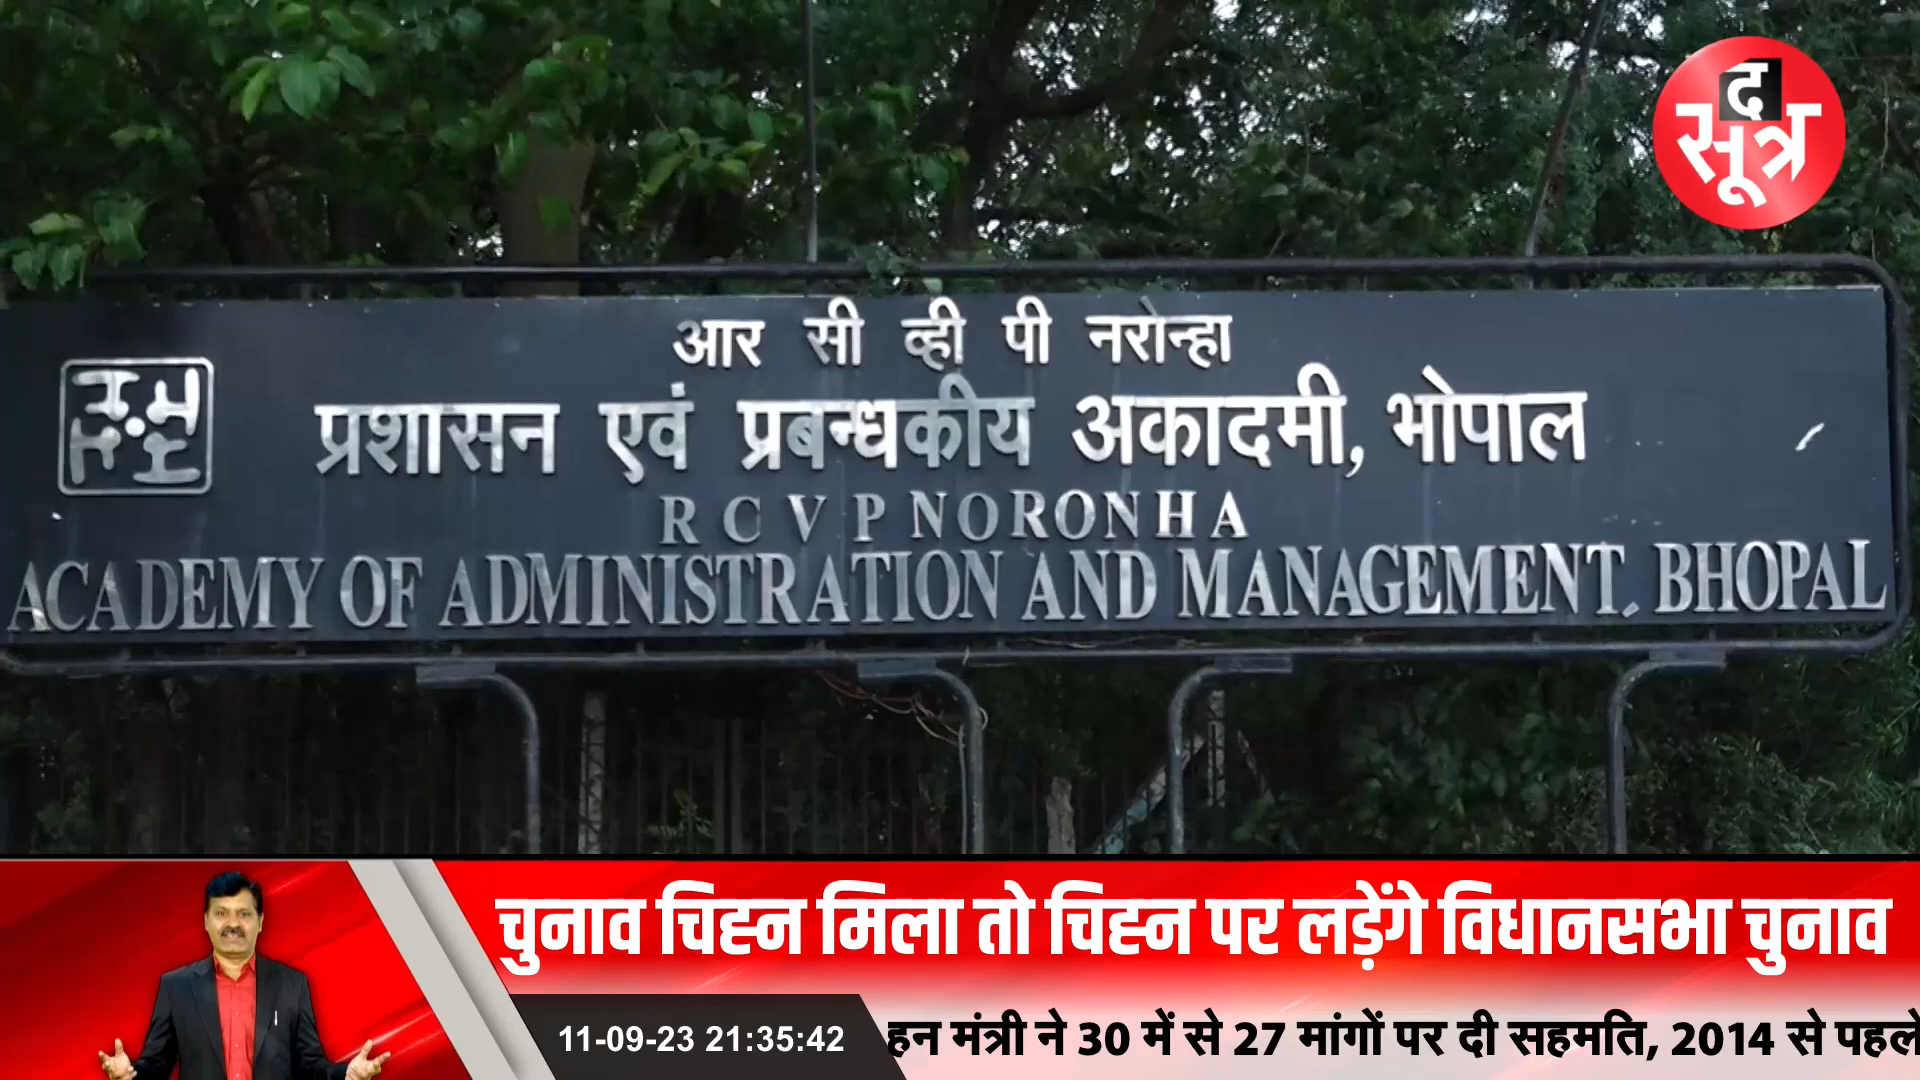 द
सूत्र
आर सी व्ही पी नरोन्हा
प्रशासन एवं प्रबन्धकीय अकादमी, भोपाल
R C V P NORONHA
ACADEMY OF ADMINISTRATION AND MANAGEMENT, BHOPAL
चुनाव चिह्न मिला तो चिह्न पर लड़ेंगे विधानसभा चुनाव
11-09-23 21:35:42
हन मंत्री ने 30 में से 27 मांगों पर दी सहमति, 2014 से पहले